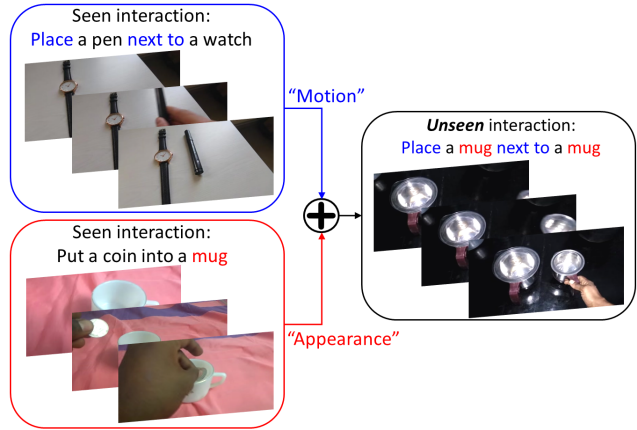 Seen interaction:
Place a pen next to a watch
“Motion”
Unseen interaction:
Place a mug next to a mug
Seen interaction:
Put a coin into a mug
“Appearance”